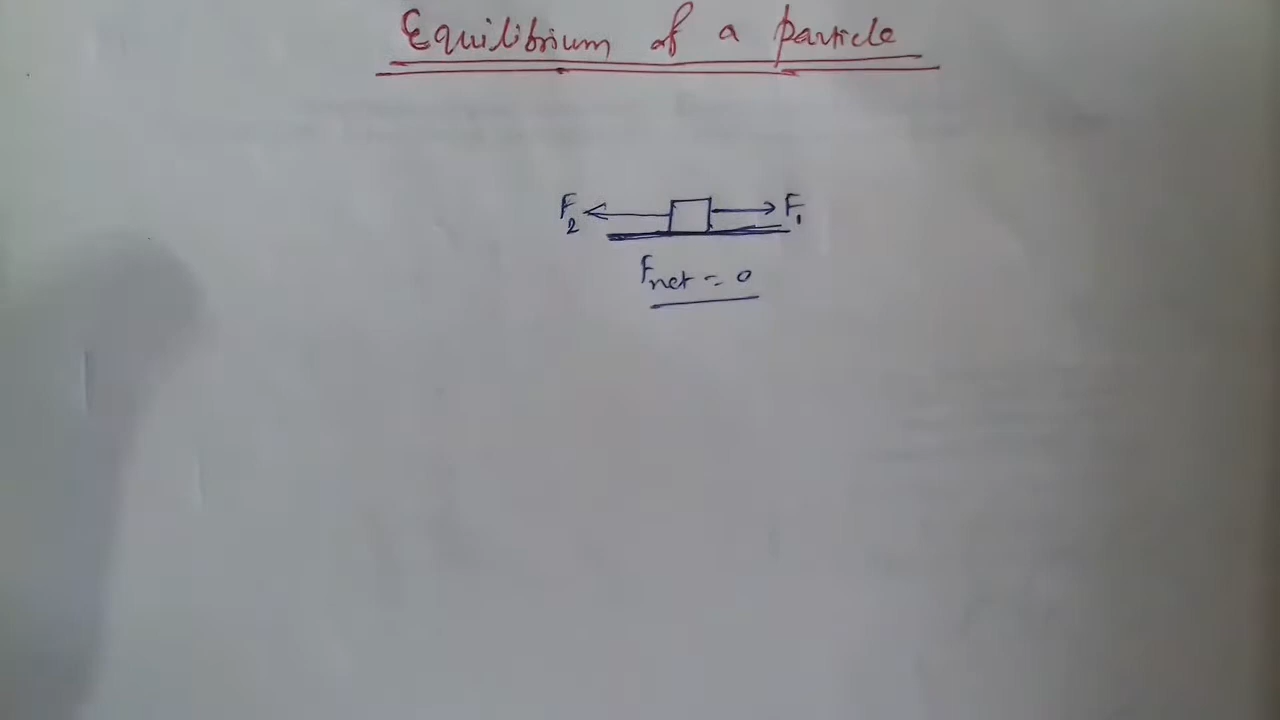 Equilibrium of a particle
F₂ F₁
Fnet = 0